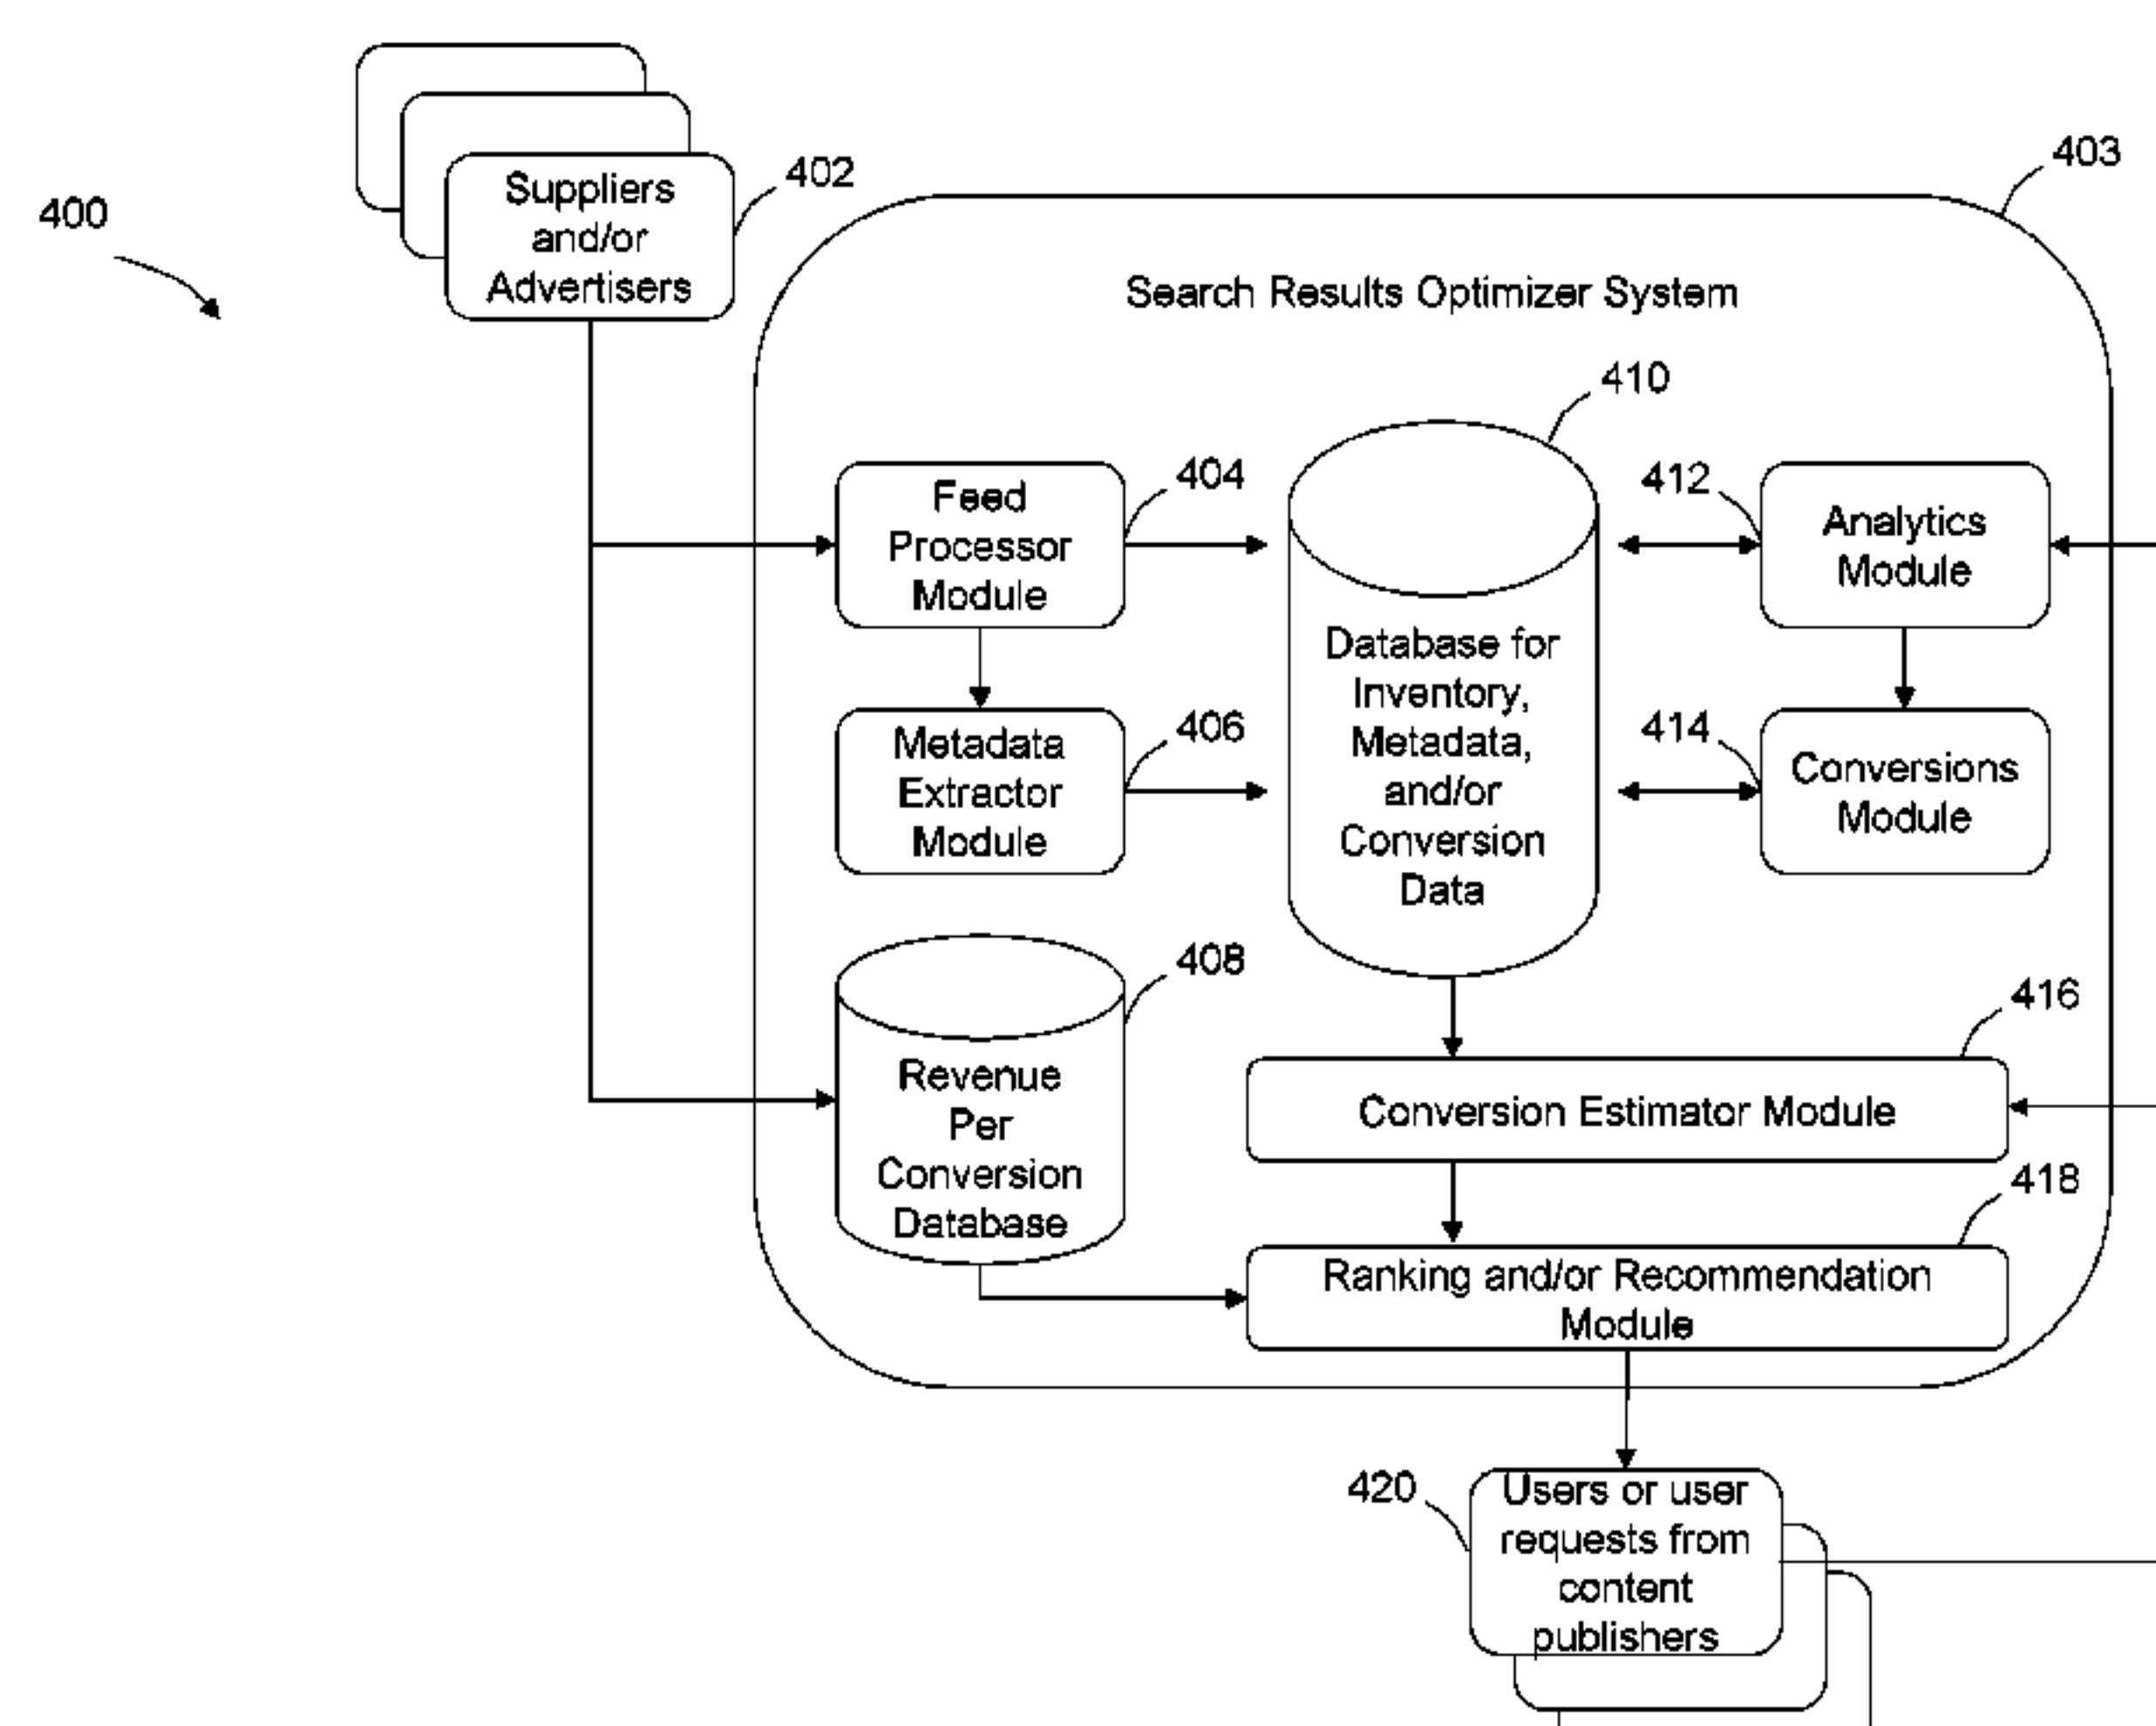 400
402
Suppliers
and/or
Advertisers
403
Search Results Optimizer System
410
404
Feed
Processor
Module
412
Analytics
Module
Database for
Inventory,
Metadata,
and/or
Conversion
Data
406
Metadata
Extractor
Module
414
Conversions
Module
408
Revenue
Per
Conversion
Database
416
Conversion Estimator Module
418
Ranking and/or Recommendation
Module
420
Users or user
requests from
content
publishers